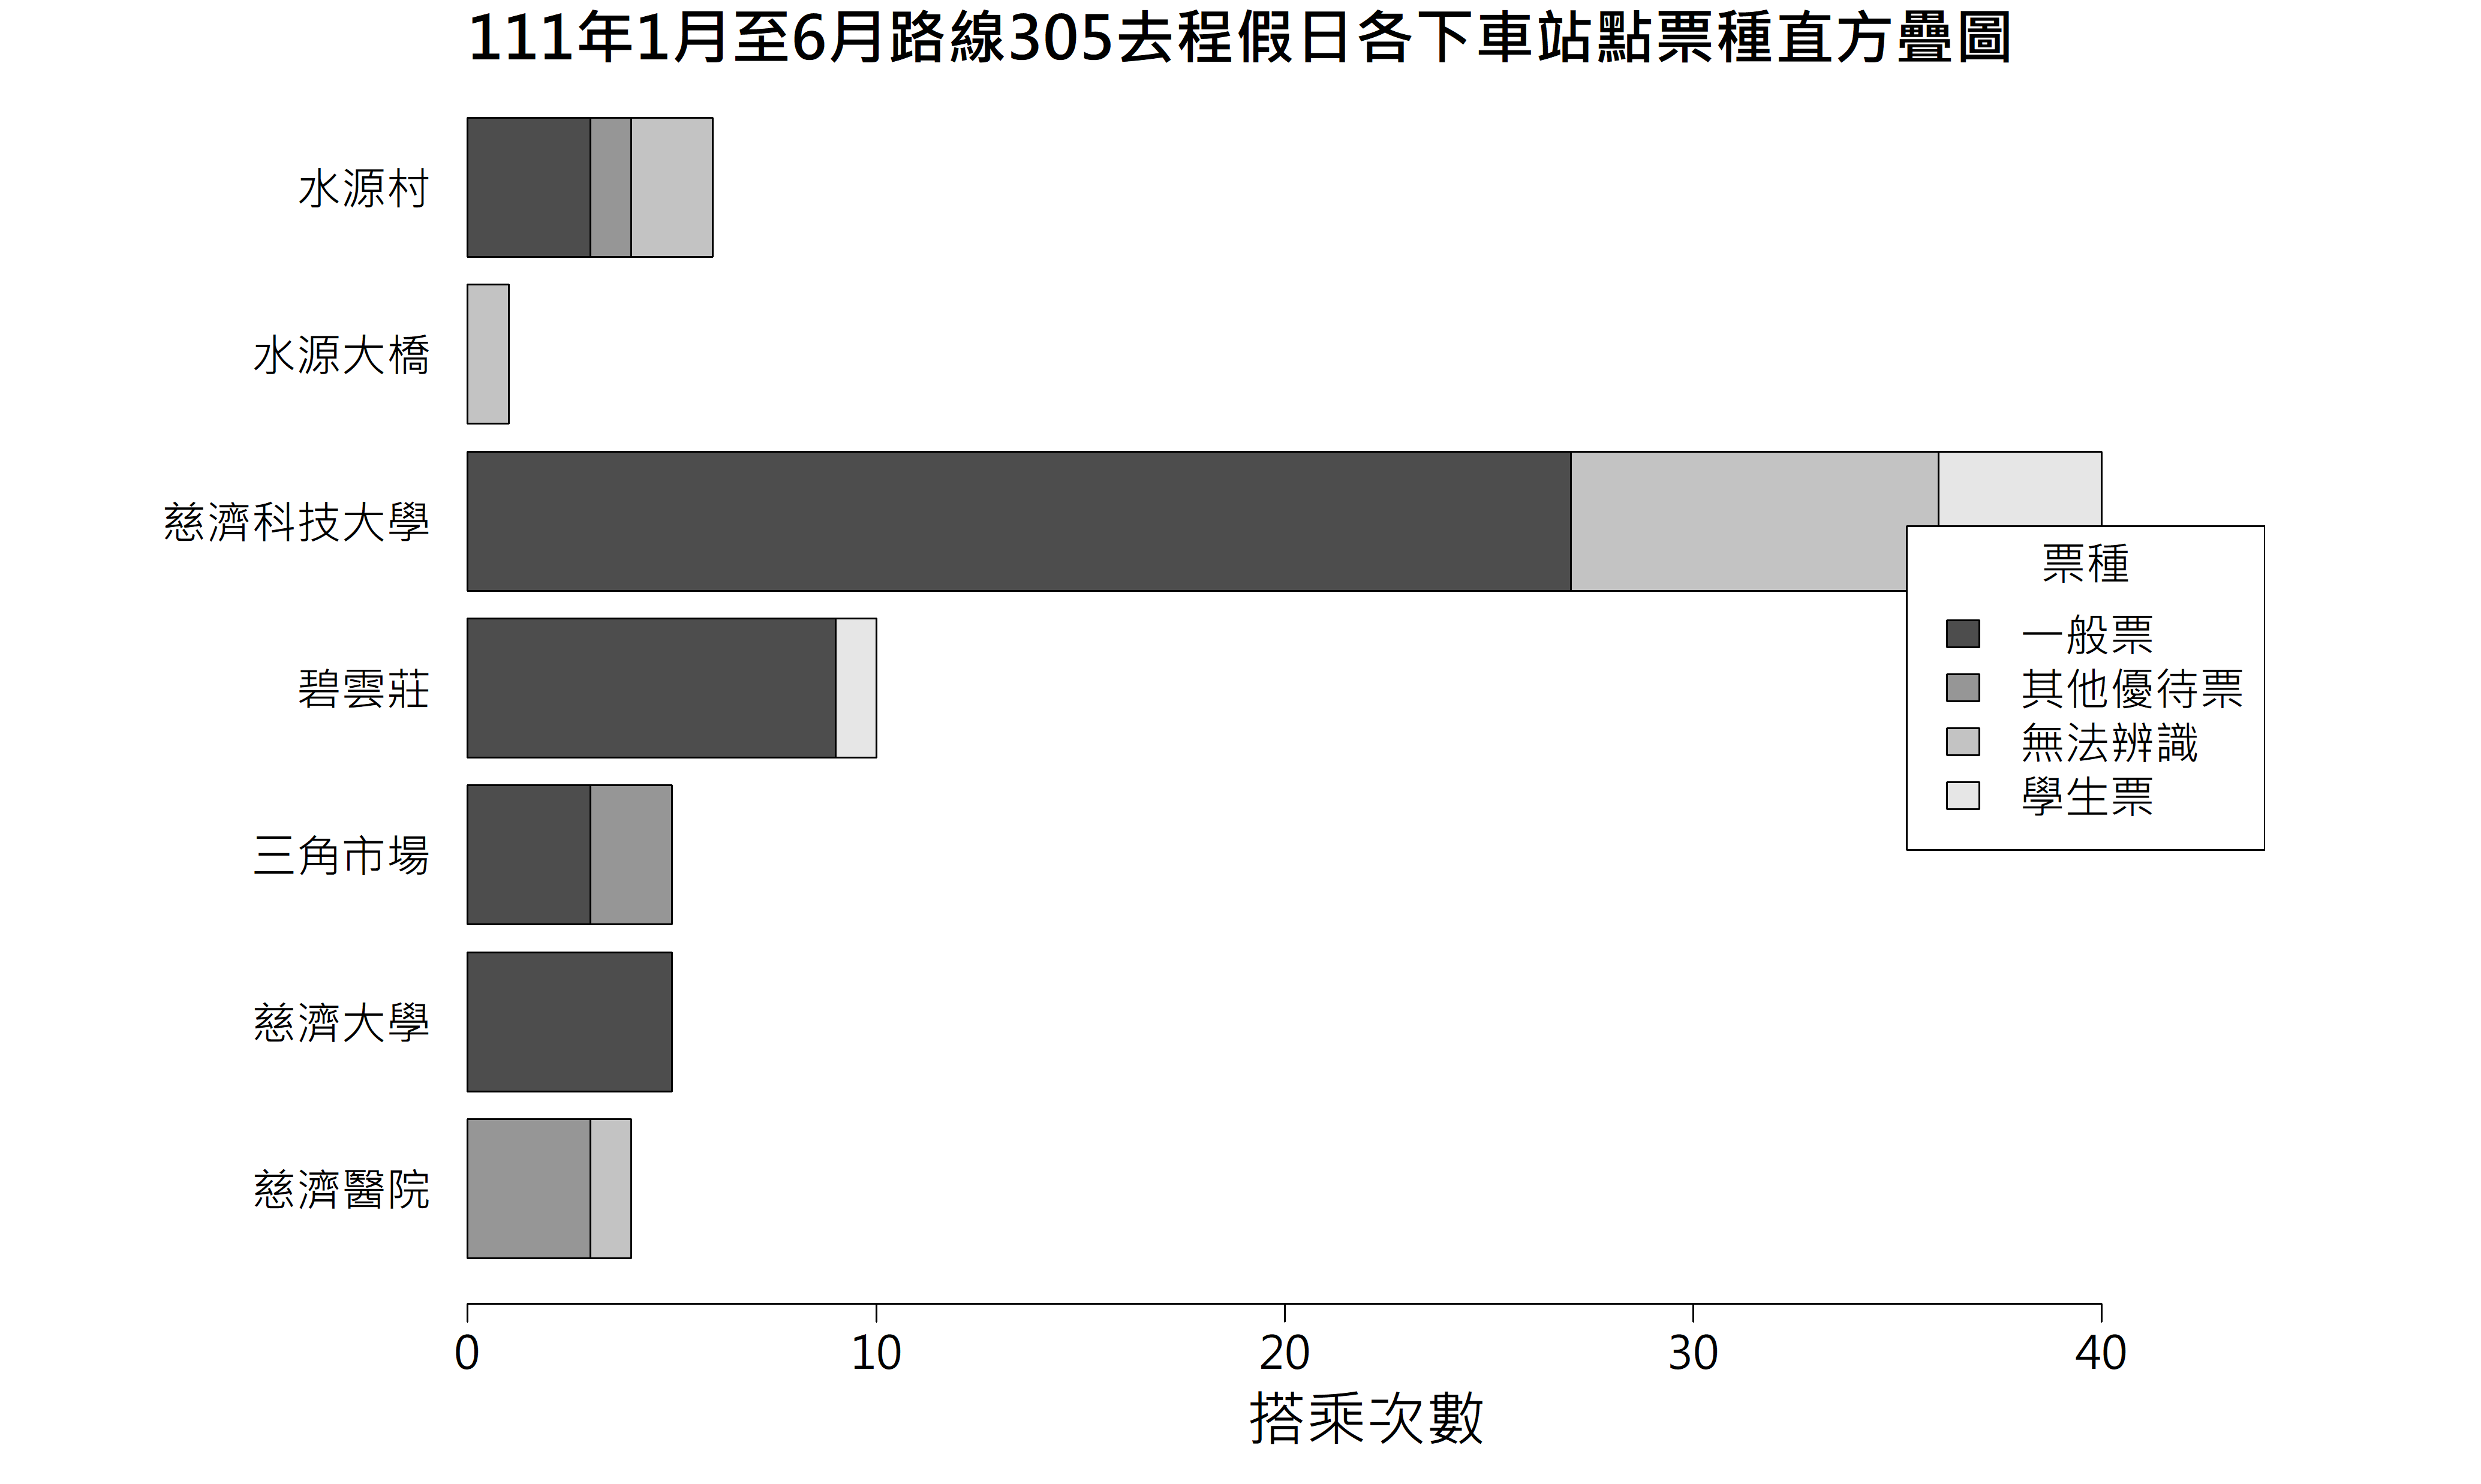 111年1月至6月路線305去程假日各下車站點票種直方疊圖
水源村
水源大橋
慈濟科技大學
碧雲莊
三角市場
慈濟大學
慈濟醫院
票種
一般票
其他優待票
無法辨識
學生票
0 10 20 30 40
搭乘次數